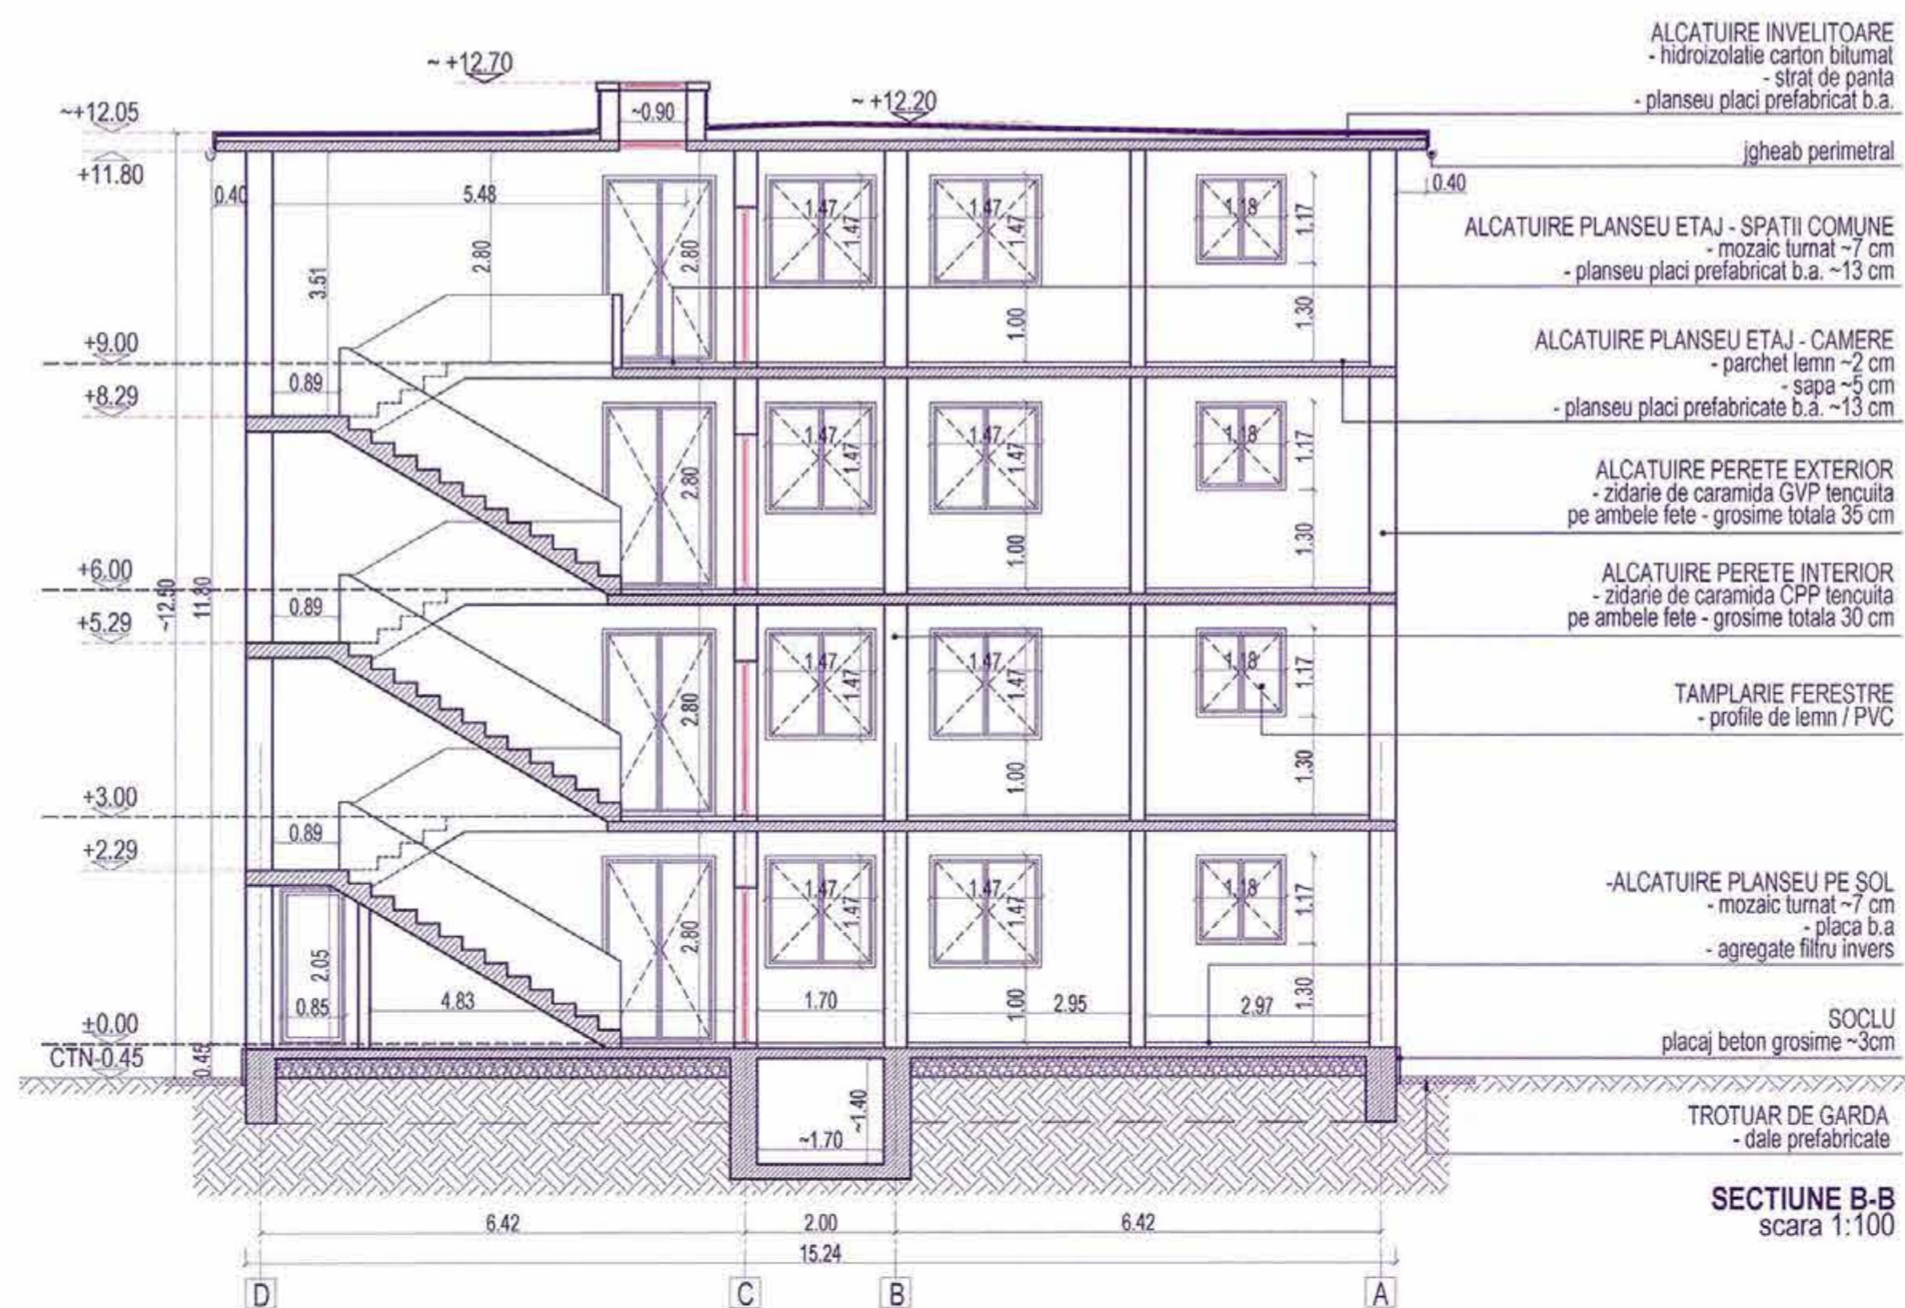 ~ +12.70
~+12.05
~ +12.20
~0.90
+11.80
0.40
5.48
0.40
3.51
2.80
2.80
1.47
1.47
1.47
1.47
1.18
1.17
1.00
1.30
+9.00
0.89
+8.29
2.80
1.47
1.47
1.47
1.47
1.18
1.17
1.00
1.30
+6.00
~12.50
11.80
0.89
+5.29
2.80
1.47
1.47
1.47
1.47
1.18
1.17
1.00
1.30
+3.00
0.89
+2.29
2.80
1.47
1.47
1.47
1.47
1.18
1.17
2.05
0.85
4.83
1.70
1.00
2.95
2.97
1.30
±0.00
CTN-0.45
0.45
~1.40
~1.70
6.42
2.00
6.42
15.24
D
C
B
A
ALCATUIRE INVELITOARE
- hidroizolatie carton bitumat
- strat de panta
- planseu placi prefabricat b.a.
jgheab perimetral
ALCATUIRE PLANSEU ETAJ - SPATII COMUNE
- mozaic turnat ~7 cm
- planseu placi prefabricat b.a. ~13 cm
ALCATUIRE PLANSEU ETAJ - CAMERE
- parchet lemn ~2 cm
- sapa ~5 cm
- planseu placi prefabricate b.a. ~13 cm
ALCATUIRE PERETE EXTERIOR
- zidarie de caramida GVP tencuita
pe ambele fete - grosime totala 35 cm
ALCATUIRE PERETE INTERIOR
- zidarie de caramida CPP tencuita
pe ambele fete - grosime totala 30 cm
TAMPLARIE FERESTRE
- profile de lemn / PVC
-ALCATUIRE PLANSEU PE SOL
- mozaic turnat ~7 cm
- placa b.a
- agregate filtru invers
SOCLU
placaj beton grosime ~3cm
TROTUAR DE GARDA
- dale prefabricate
SECTIUNE B-B
scara 1:100